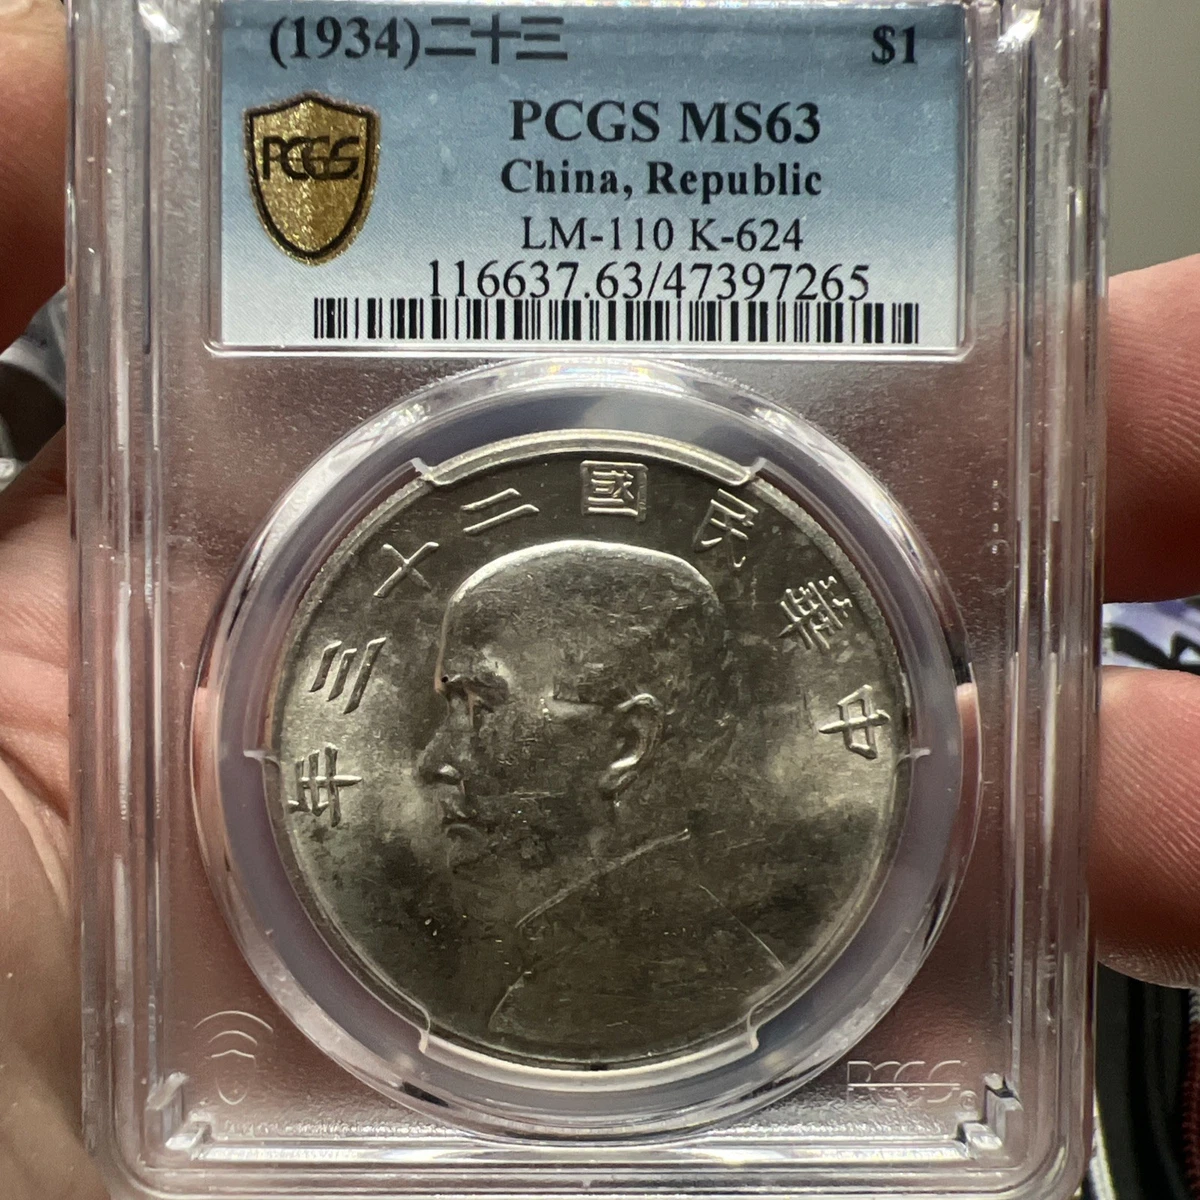 (1934)二十三 $1
PCGS
PCGS MS63
China, Republic
LM-110 K-624
116637.63/47397265
中華民國二十三年
PCGS